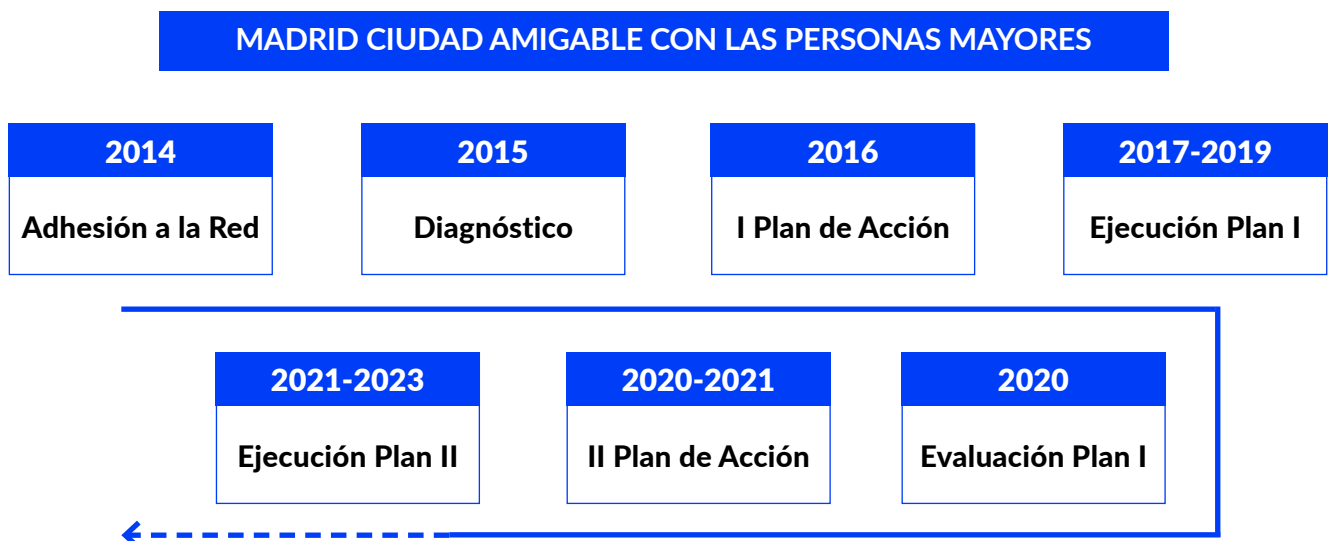 MADRID CIUDAD AMIGABLE CON LAS PERSONAS MAYORES
2014
Adhesión a la Red
2015
Diagnóstico
2016
I Plan de Acción
2017-2019
Ejecución Plan I
2020
Evaluación Plan I
2020-2021
II Plan de Acción
2021-2023
Ejecución Plan II